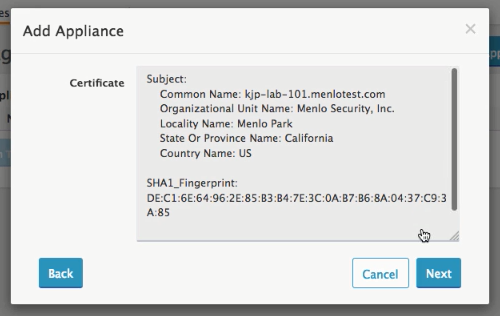 Add Appliance
×
Certificate
Subject:
Common Name: kjp-lab-101.menlotest.com
Organizational Unit Name: Menlo Security, Inc.
Locality Name: Menlo Park
State Or Province Name: California
Country Name: US
SHA1_Fingerprint:
DE:C1:6E:64:96:2E:85:B3:B4:7E:3C:0A:B7:B6:8A:04:37:C9:3
A:85
Back
Cancel
Next